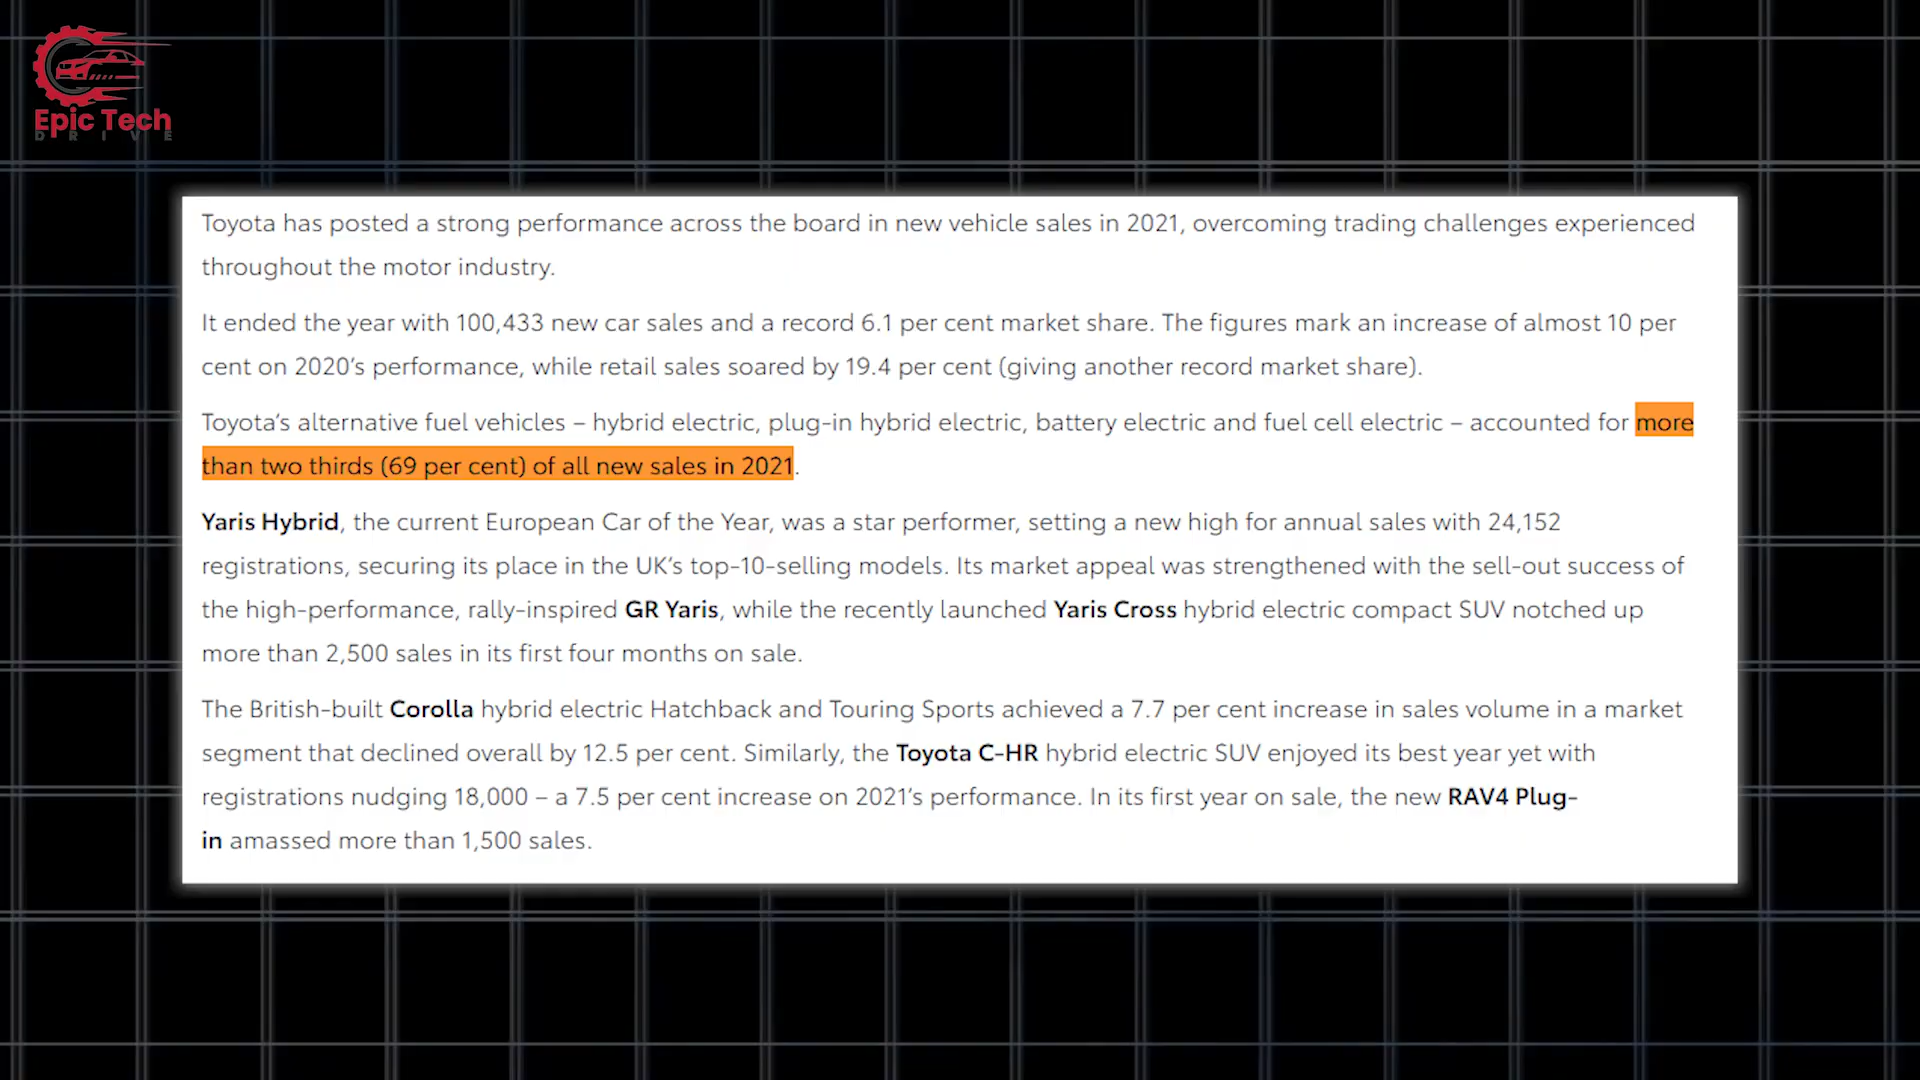 Epic Tech
DRIVE
Toyota has posted a strong performance across the board in new vehicle sales in 2021, overcoming trading challenges experienced
throughout the motor industry.
It ended the year with 100,433 new car sales and a record 6.1 per cent market share. The figures mark an increase of almost 10 per
cent on 2020’s performance, while retail sales soared by 19.4 per cent (giving another record market share).
Toyota’s alternative fuel vehicles – hybrid electric, plug-in hybrid electric, battery electric and fuel cell electric – accounted for more
than two thirds (69 per cent) of all new sales in 2021.
Yaris Hybrid, the current European Car of the Year, was a star performer, setting a new high for annual sales with 24,152
registrations, securing its place in the UK’s top-10-selling models. Its market appeal was strengthened with the sell-out success of
the high-performance, rally-inspired GR Yaris, while the recently launched Yaris Cross hybrid electric compact SUV notched up
more than 2,500 sales in its first four months on sale.
The British-built Corolla hybrid electric Hatchback and Touring Sports achieved a 7.7 per cent increase in sales volume in a market
segment that declined overall by 12.5 per cent. Similarly, the Toyota C-HR hybrid electric SUV enjoyed its best year yet with
registrations nudging 18,000 – a 7.5 per cent increase on 2021’s performance. In its first year on sale, the new RAV4 Plug-
in amassed more than 1,500 sales.